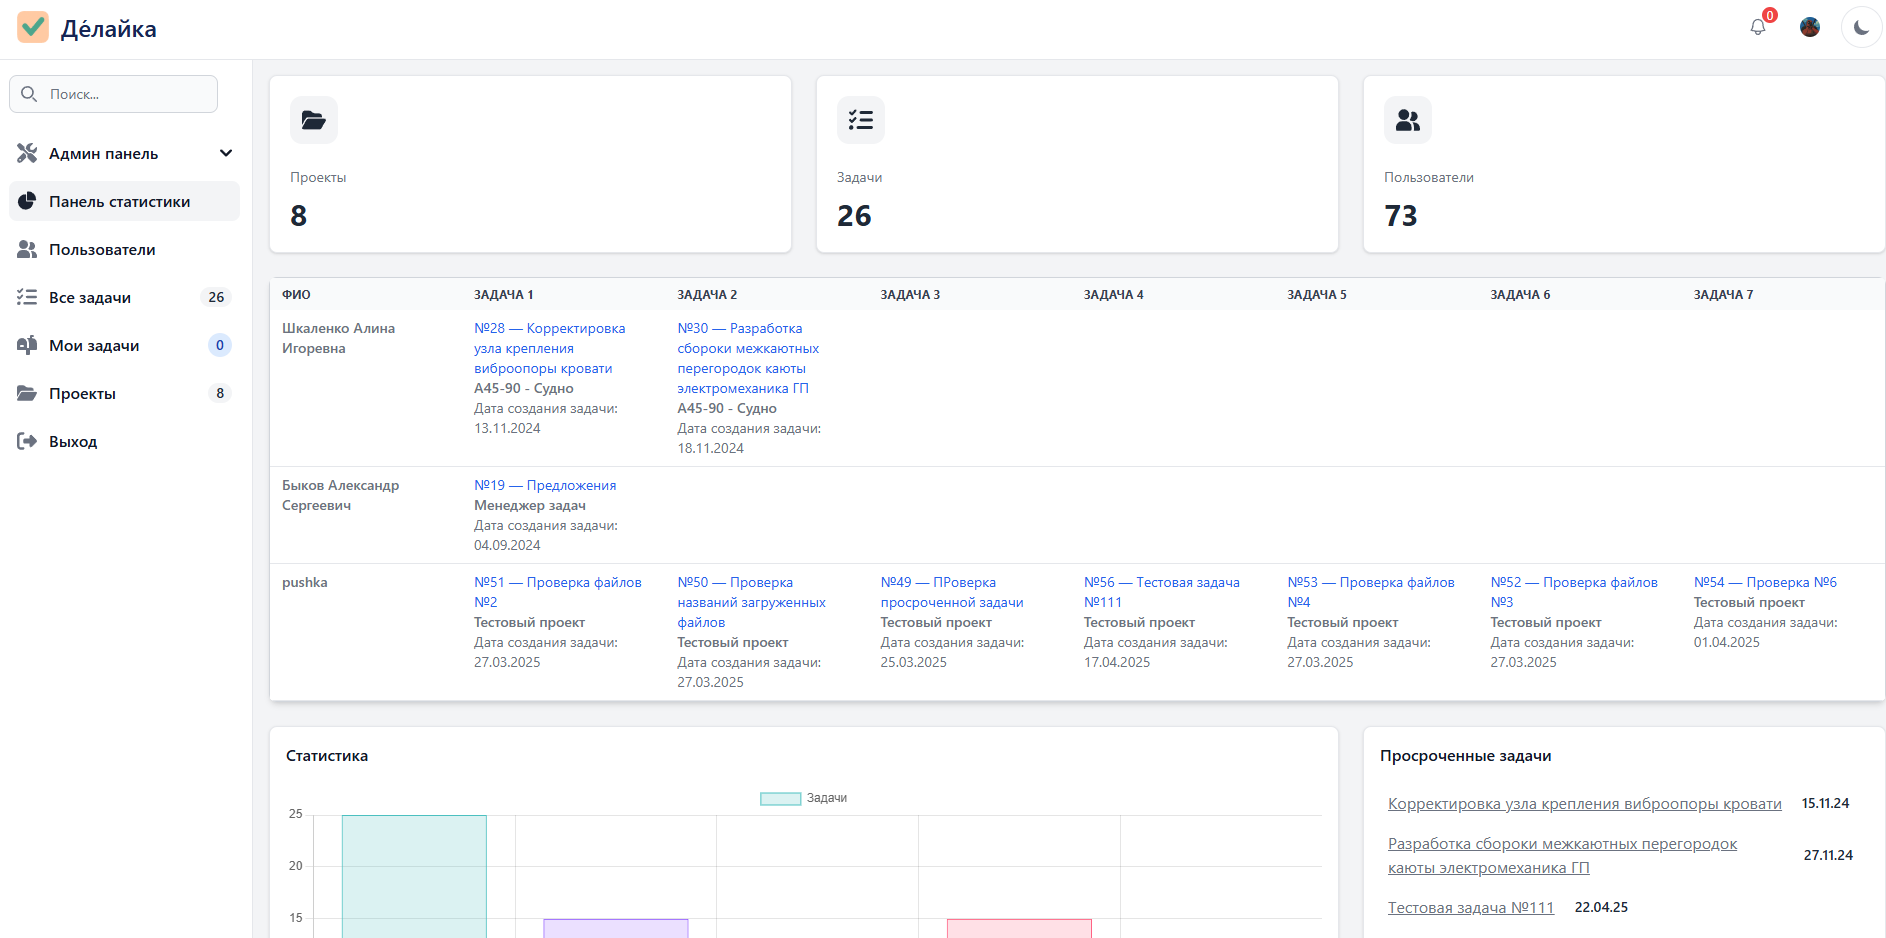 Де́лайка
0
Поиск...
Админ панель
Панель статистики
Пользователи
Все задачи 26
Мои задачи 0
Проекты 8
Выход
Проекты
8
Задачи
26
Пользователи
73
ФИО ЗАДАЧА 1 ЗАДАЧА 2 ЗАДАЧА 3 ЗАДАЧА 4 ЗАДАЧА 5 ЗАДАЧА 6 ЗАДАЧА 7
Шкаленко Алина
Игоревна
№28 — Корректировка
узла крепления
виброопоры кровати
А45-90 - Судно
Дата создания задачи:
13.11.2024
№30 — Разработка
сбороки межкаютных
перегородок каюты
электромеханика ГП
А45-90 - Судно
Дата создания задачи:
18.11.2024
Быков Александр
Сергеевич
№19 — Предложения
Менеджер задач
Дата создания задачи:
04.09.2024
pushka
№51 — Проверка файлов
№2
Тестовый проект
Дата создания задачи:
27.03.2025
№50 — Проверка
названий загруженных
файлов
Тестовый проект
Дата создания задачи:
27.03.2025
№49 — ПРоверка
просроченной задачи
Тестовый проект
Дата создания задачи:
25.03.2025
№56 — Тестовая задача
№111
Тестовый проект
Дата создания задачи:
17.04.2025
№53 — Проверка файлов
№4
Тестовый проект
Дата создания задачи:
27.03.2025
№52 — Проверка файлов
№3
Тестовый проект
Дата создания задачи:
27.03.2025
№54 — Проверка №6
Тестовый проект
Дата создания задачи:
01.04.2025
Статистика
Задачи
25
20
15
Просроченные задачи
Корректировка узла крепления виброопоры кровати 15.11.24
Разработка сбороки межкаютных перегородок
каюты электромеханика ГП 27.11.24
Тестовая задача №111 22.04.25